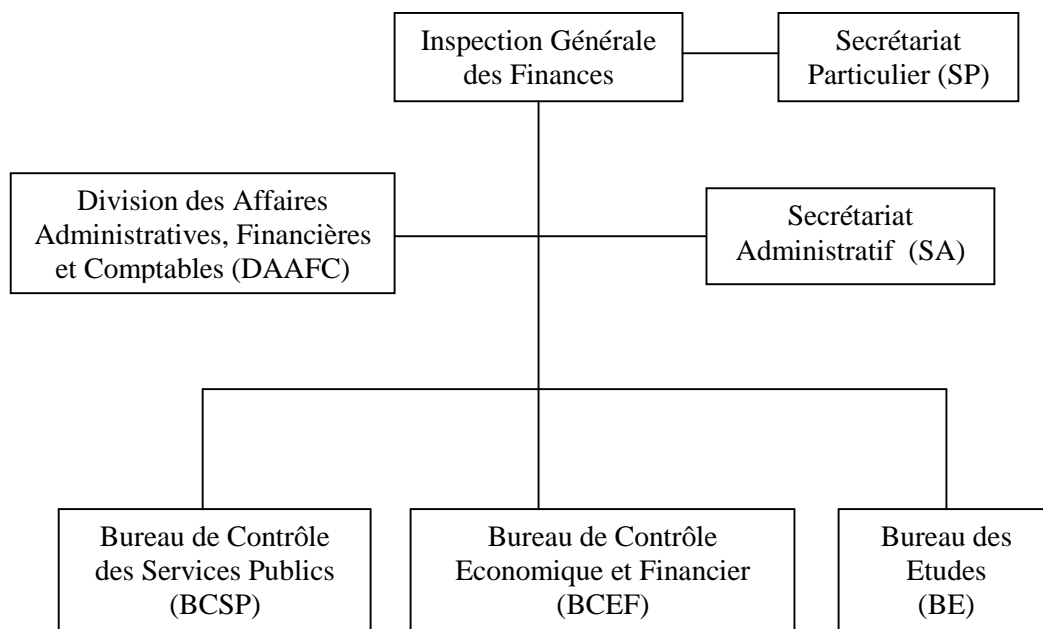 Inspection Générale
des Finances
Secrétariat
Particulier (SP)
Division des Affaires
Administratives, Financières
et Comptables (DAAFC)
Secrétariat
Administratif (SA)
Bureau de Contrôle
des Services Publics
(BCSP)
Bureau de Contrôle
Economique et Financier
(BCEF)
Bureau des
Etudes
(BE)